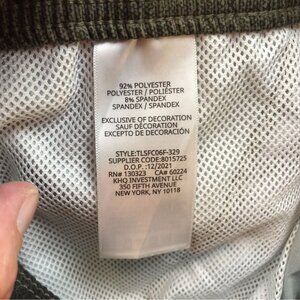 92% POLYESTER
POLYESTER / POLIÉSTER
8% SPANDEX
SPANDEX / SPANDEX
EXCLUSIVE OF DECORATION
SAUF DÉCORATION
EXCEPTO DE DECORACIÓN
STYLE:TLSFC06F-329
SUPPLIER CODE:8015725
D.O.P. :12/2021
RN# 130323 CA# 60224
KHQ INVESTMENT LLC
350 FIFTH AVENUE
NEW YORK, NY 10118